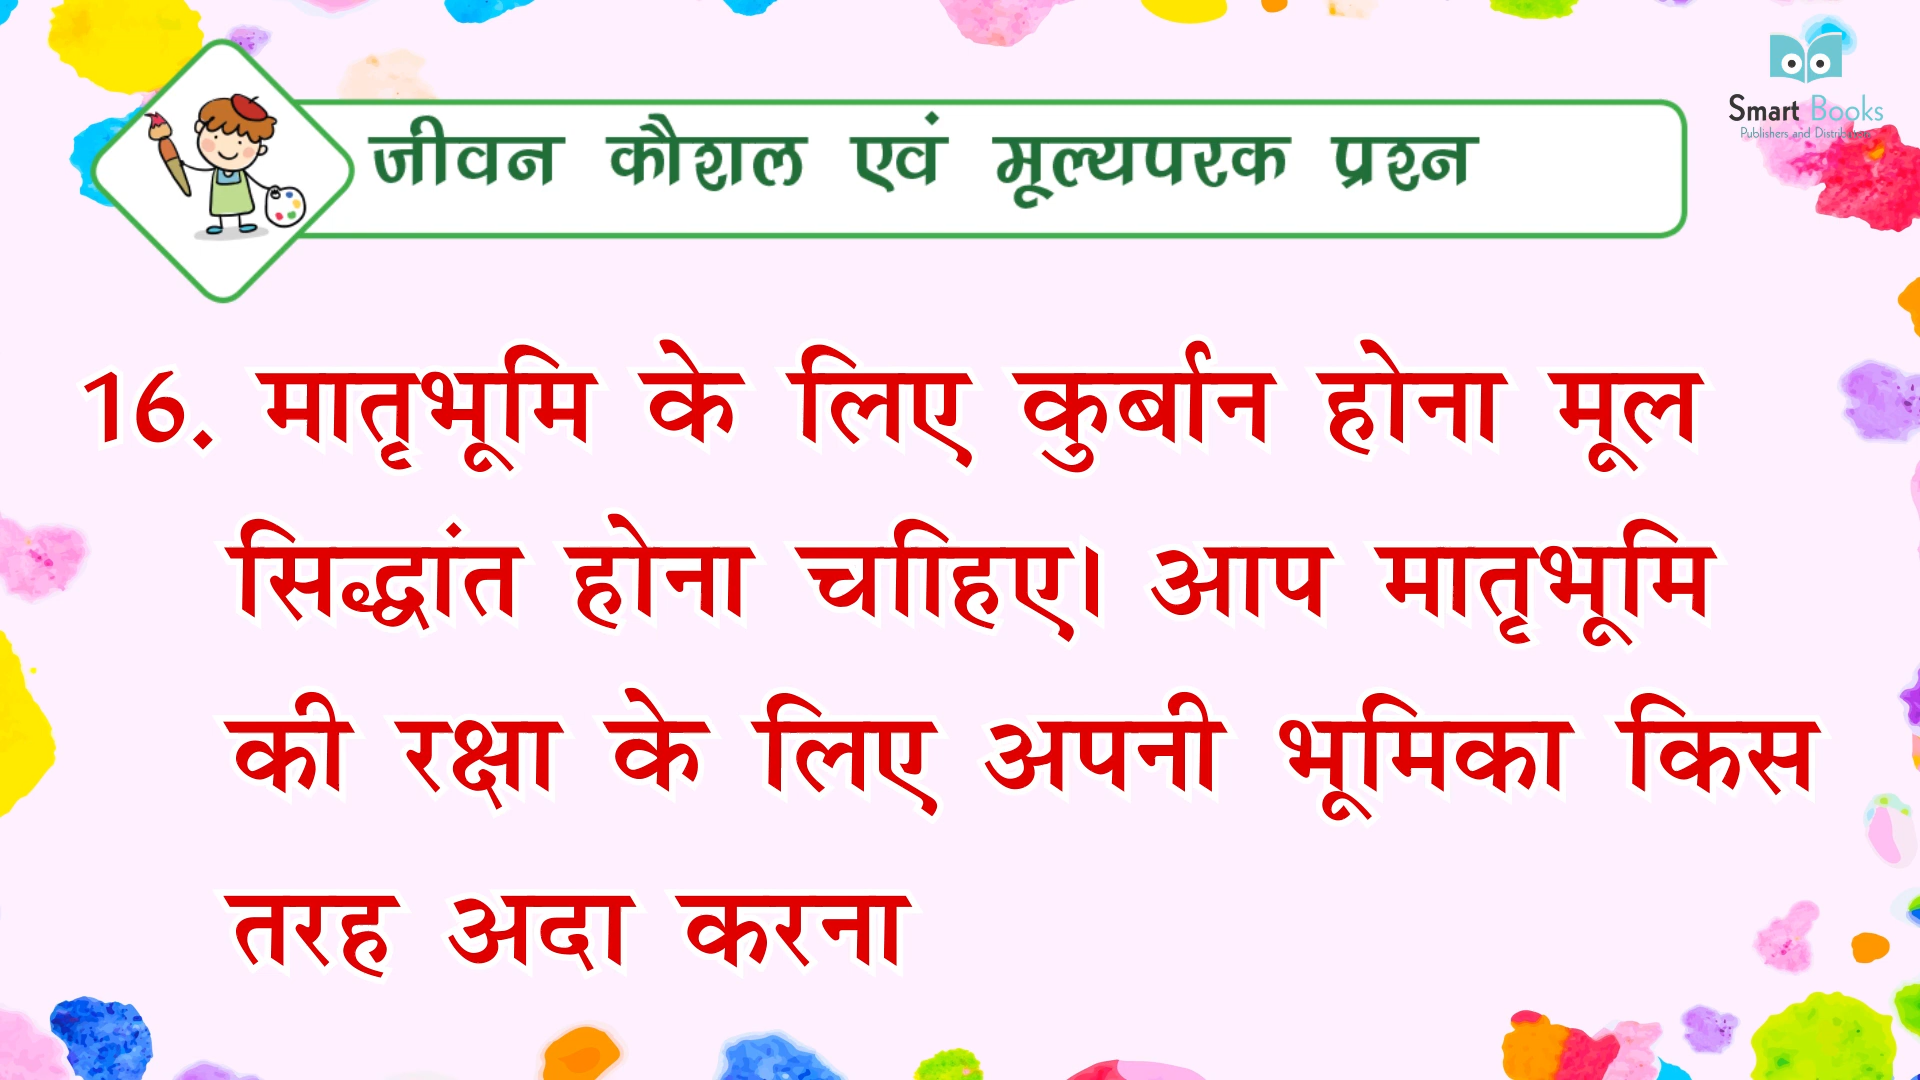 Smart Books
Publishers and Distributors
जीवन कौशल एवं मूल्यपरक प्रश्न
16. मातृभूमि के लिए कुर्बान होना मूल
सिद्धांत होना चाहिए। आप मातृभूमि
की रक्षा के लिए अपनी भूमिका किस
तरह अदा करना